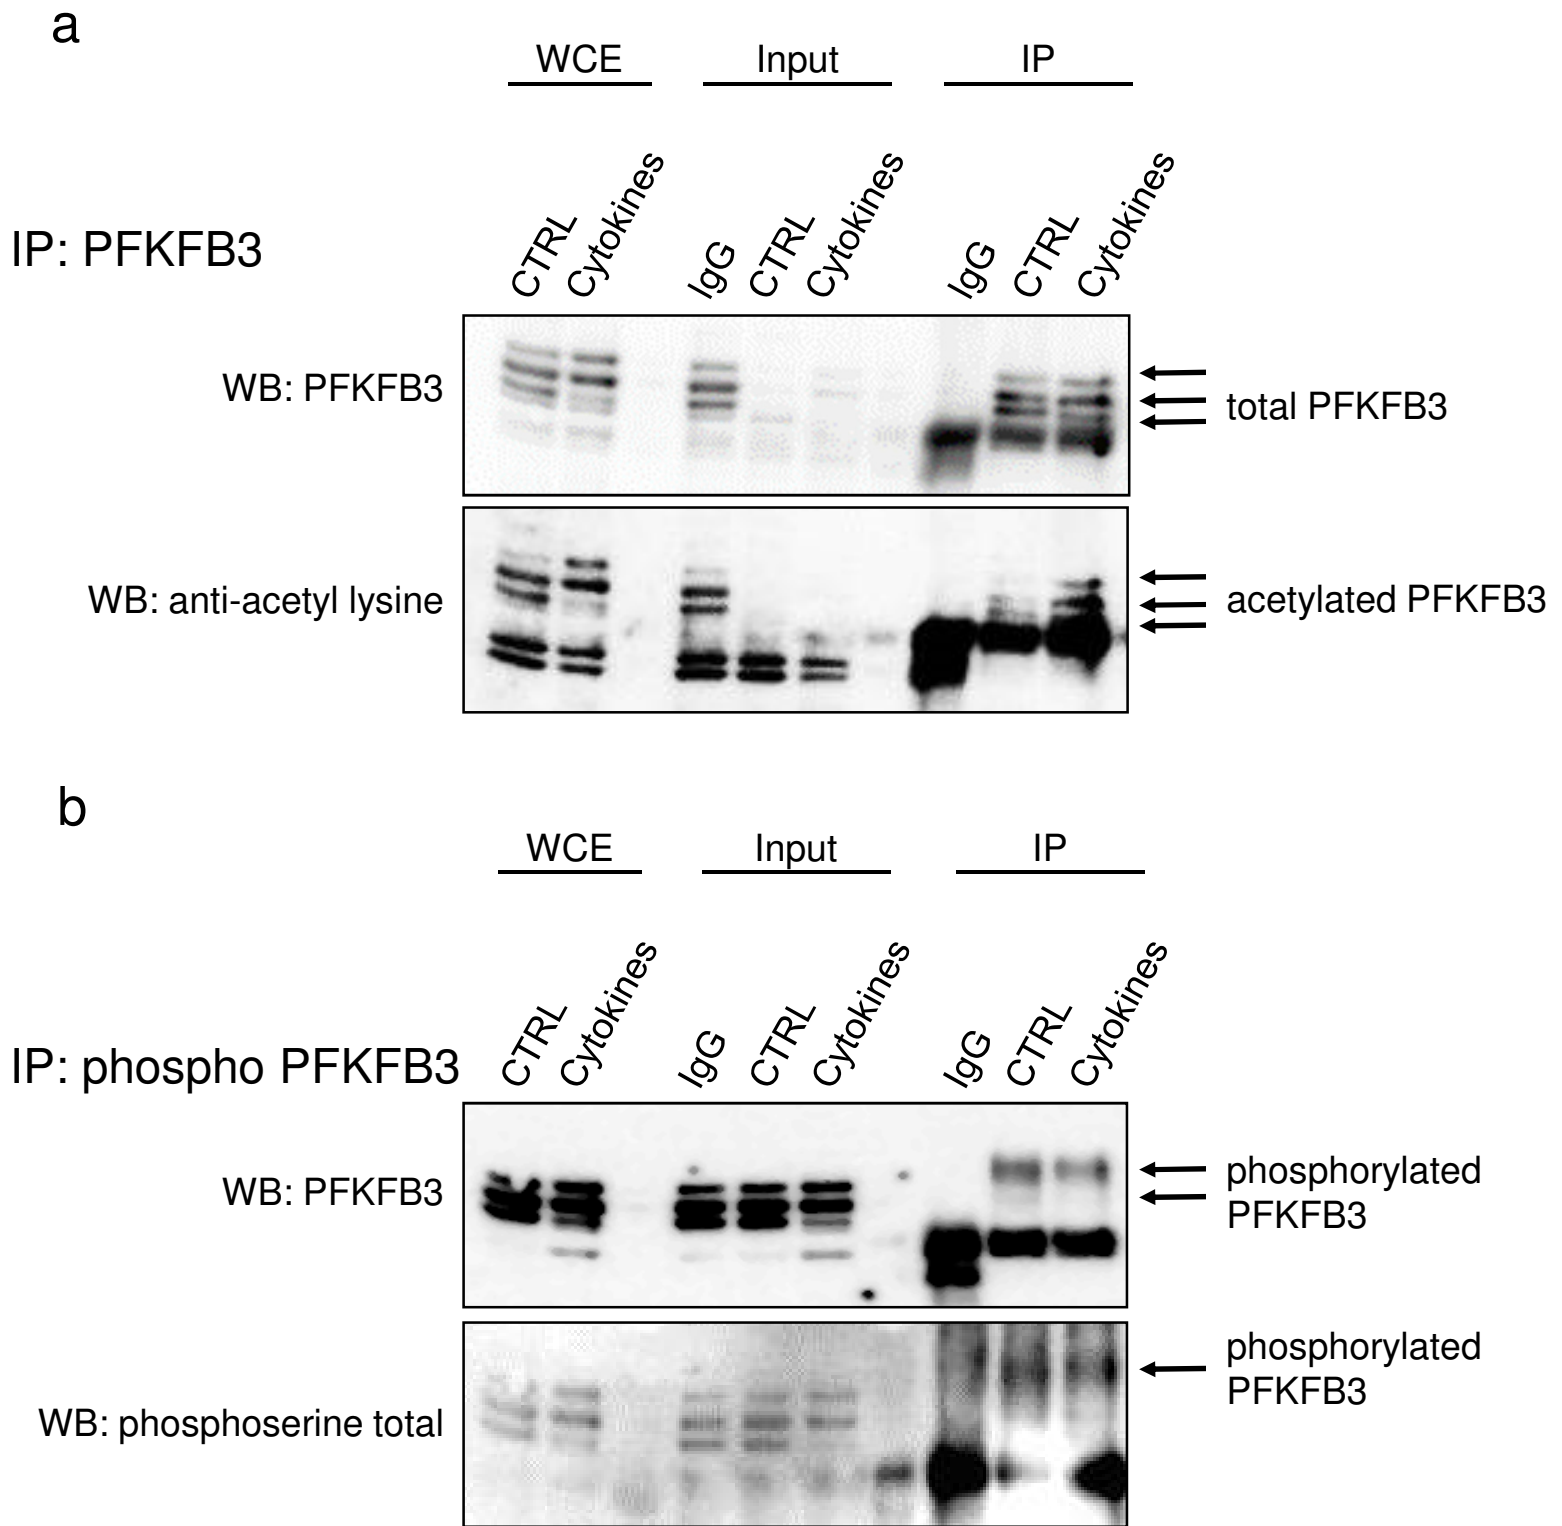 a
WCE Input IP
IP: PFKFB3
CTRL Cytokines IgG CTRL Cytokines IgG CTRL Cytokines
WB: PFKFB3
total PFKFB3
WB: anti-acetyl lysine
acetylated PFKFB3
b
WCE Input IP
IP: phospho PFKFB3
CTRL Cytokines IgG CTRL Cytokines IgG CTRL Cytokines
WB: PFKFB3
phosphorylated
PFKFB3
WB: phosphoserine total
phosphorylated
PFKFB3